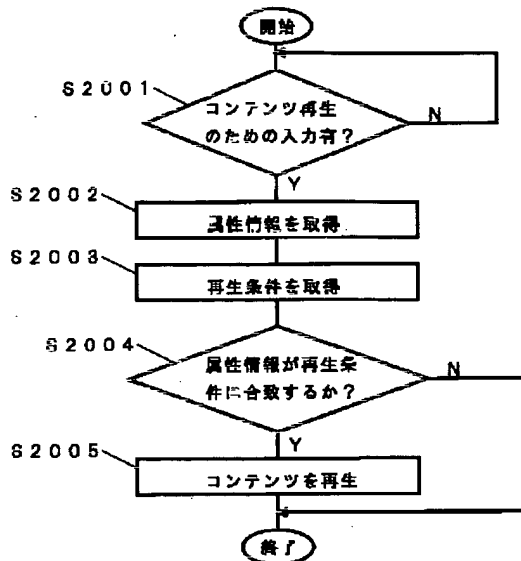 開始
S2001
コンテンツ再生
のための入力有?
N
Y
S2002
属性情報を取得
S2003
再生条件を取得
S2004
属性情報が再生条
件に合致するか?
N
Y
S2005
コンテンツを再生
終了